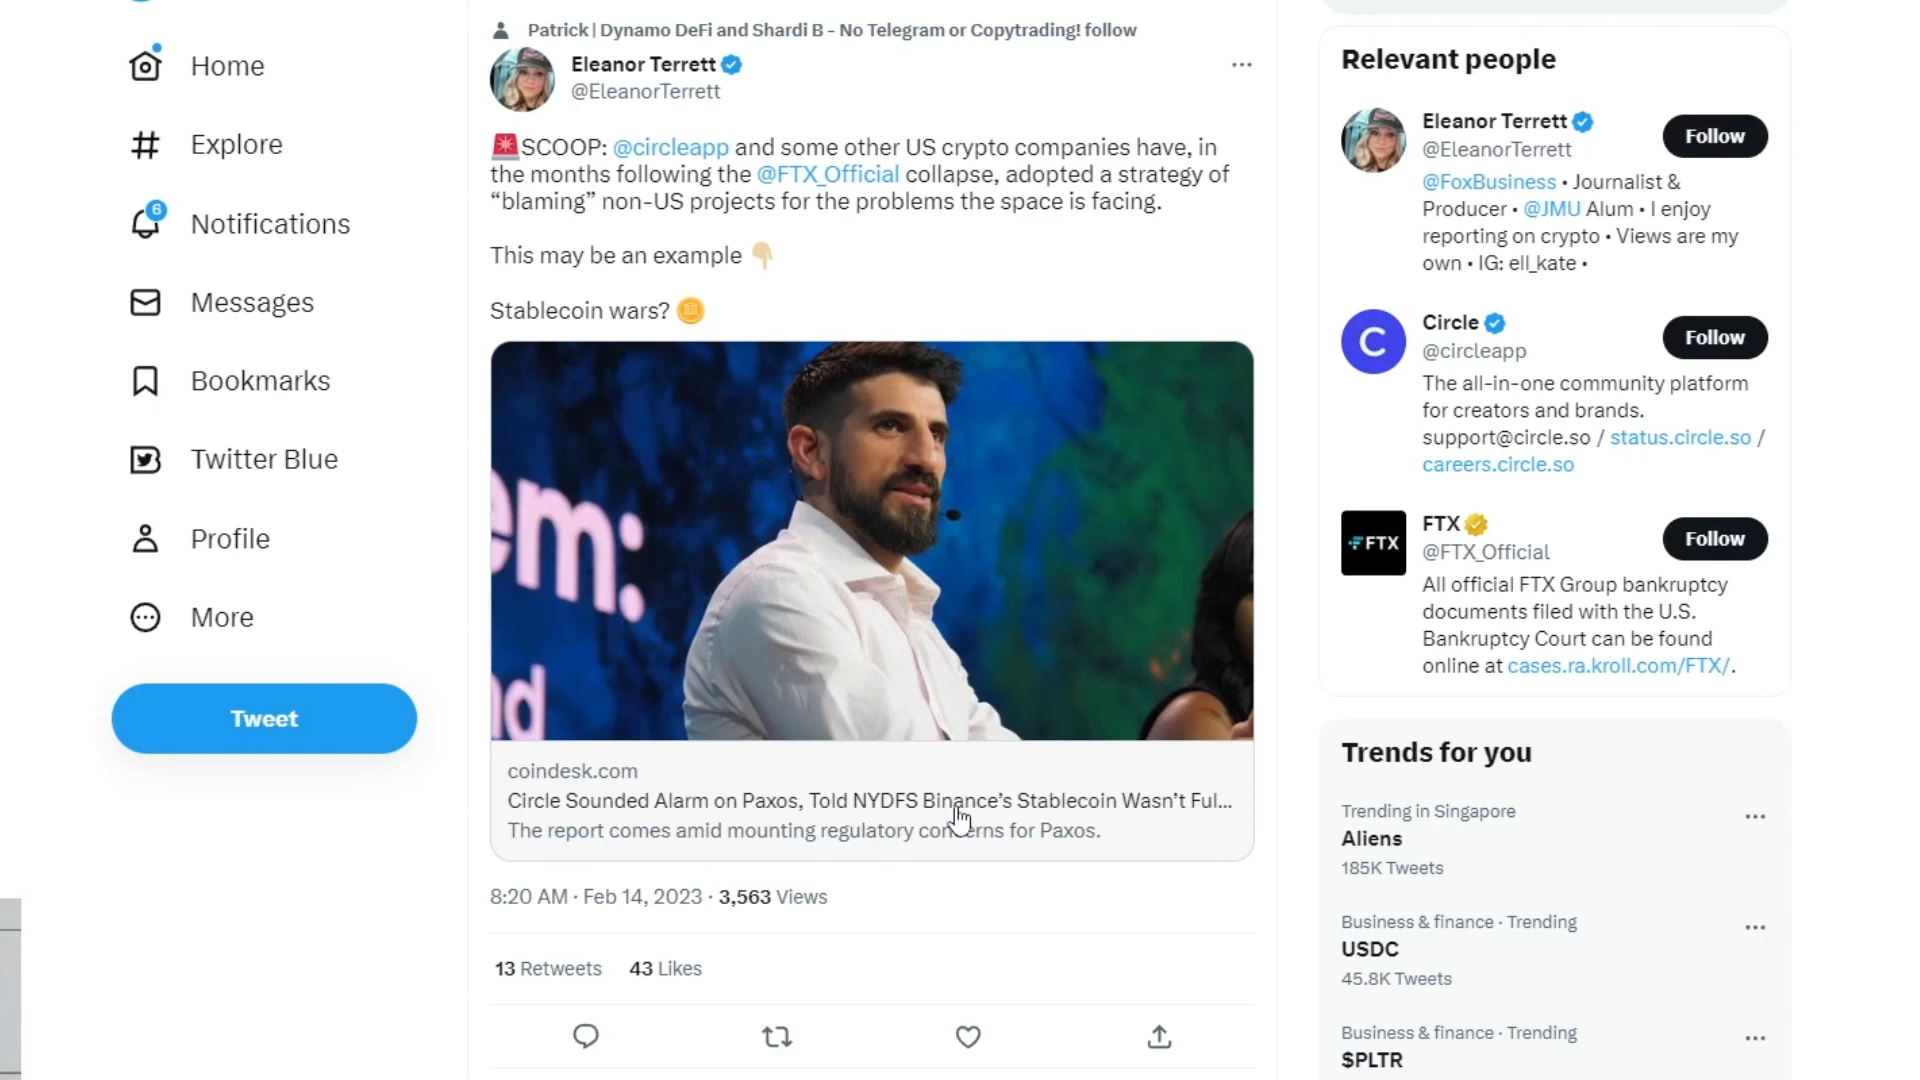 Home
Explore
6
Notifications
Messages
Bookmarks
Twitter Blue
Profile
More
Tweet
Patrick | Dynamo DeFi and Shardi B - No Telegram or Copytrading! follow
Eleanor Terrett
@EleanorTerrett
SCOOP: @circleapp and some other US crypto companies have, in
the months following the @FTX_Official collapse, adopted a strategy of
“blaming” non-US projects for the problems the space is facing.
This may be an example
Stablecoin wars?
em:
nd
coindesk.com
Circle Sounded Alarm on Paxos, Told NYDFS Binance’s Stablecoin Wasn’t Ful...
The report comes amid mounting regulatory concerns for Paxos.
8:20 AM · Feb 14, 2023 · 3,563 Views
13 Retweets 43 Likes
Relevant people
Eleanor Terrett
@EleanorTerrett
Follow
@FoxBusiness • Journalist &
Producer • @JMU Alum • I enjoy
reporting on crypto • Views are my
own • IG: ell_kate •
C
Circle
@circleapp
Follow
The all-in-one community platform
for creators and brands.
support@circle.so / status.circle.so /
careers.circle.so
FTX
FTX
@FTX_Official
Follow
All official FTX Group bankruptcy
documents filed with the U.S.
Bankruptcy Court can be found
online at cases.ra.kroll.com/FTX/.
Trends for you
Trending in Singapore
Aliens
185K Tweets
Business & finance · Trending
USDC
45.8K Tweets
Business & finance · Trending
$PLTR